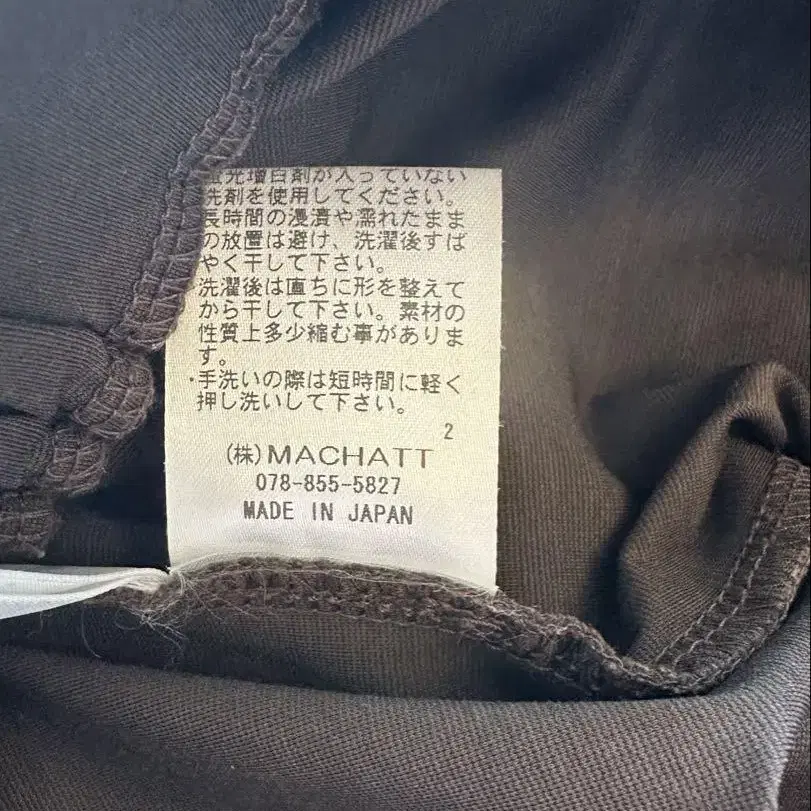 蛍光増白剤が入っていない
洗剤を使用してください。
長時間の浸漬や濡れたまま
の放置は避け、洗濯後すば
やく干して下さい。
・洗濯後は直ちに形を整えて
から干して下さい。素材の
性質上多少縮む事がありま
す。
・手洗いの際は短時間に軽く
押し洗いして下さい。
2
(株)MACHATT
078-855-5827
MADE IN JAPAN